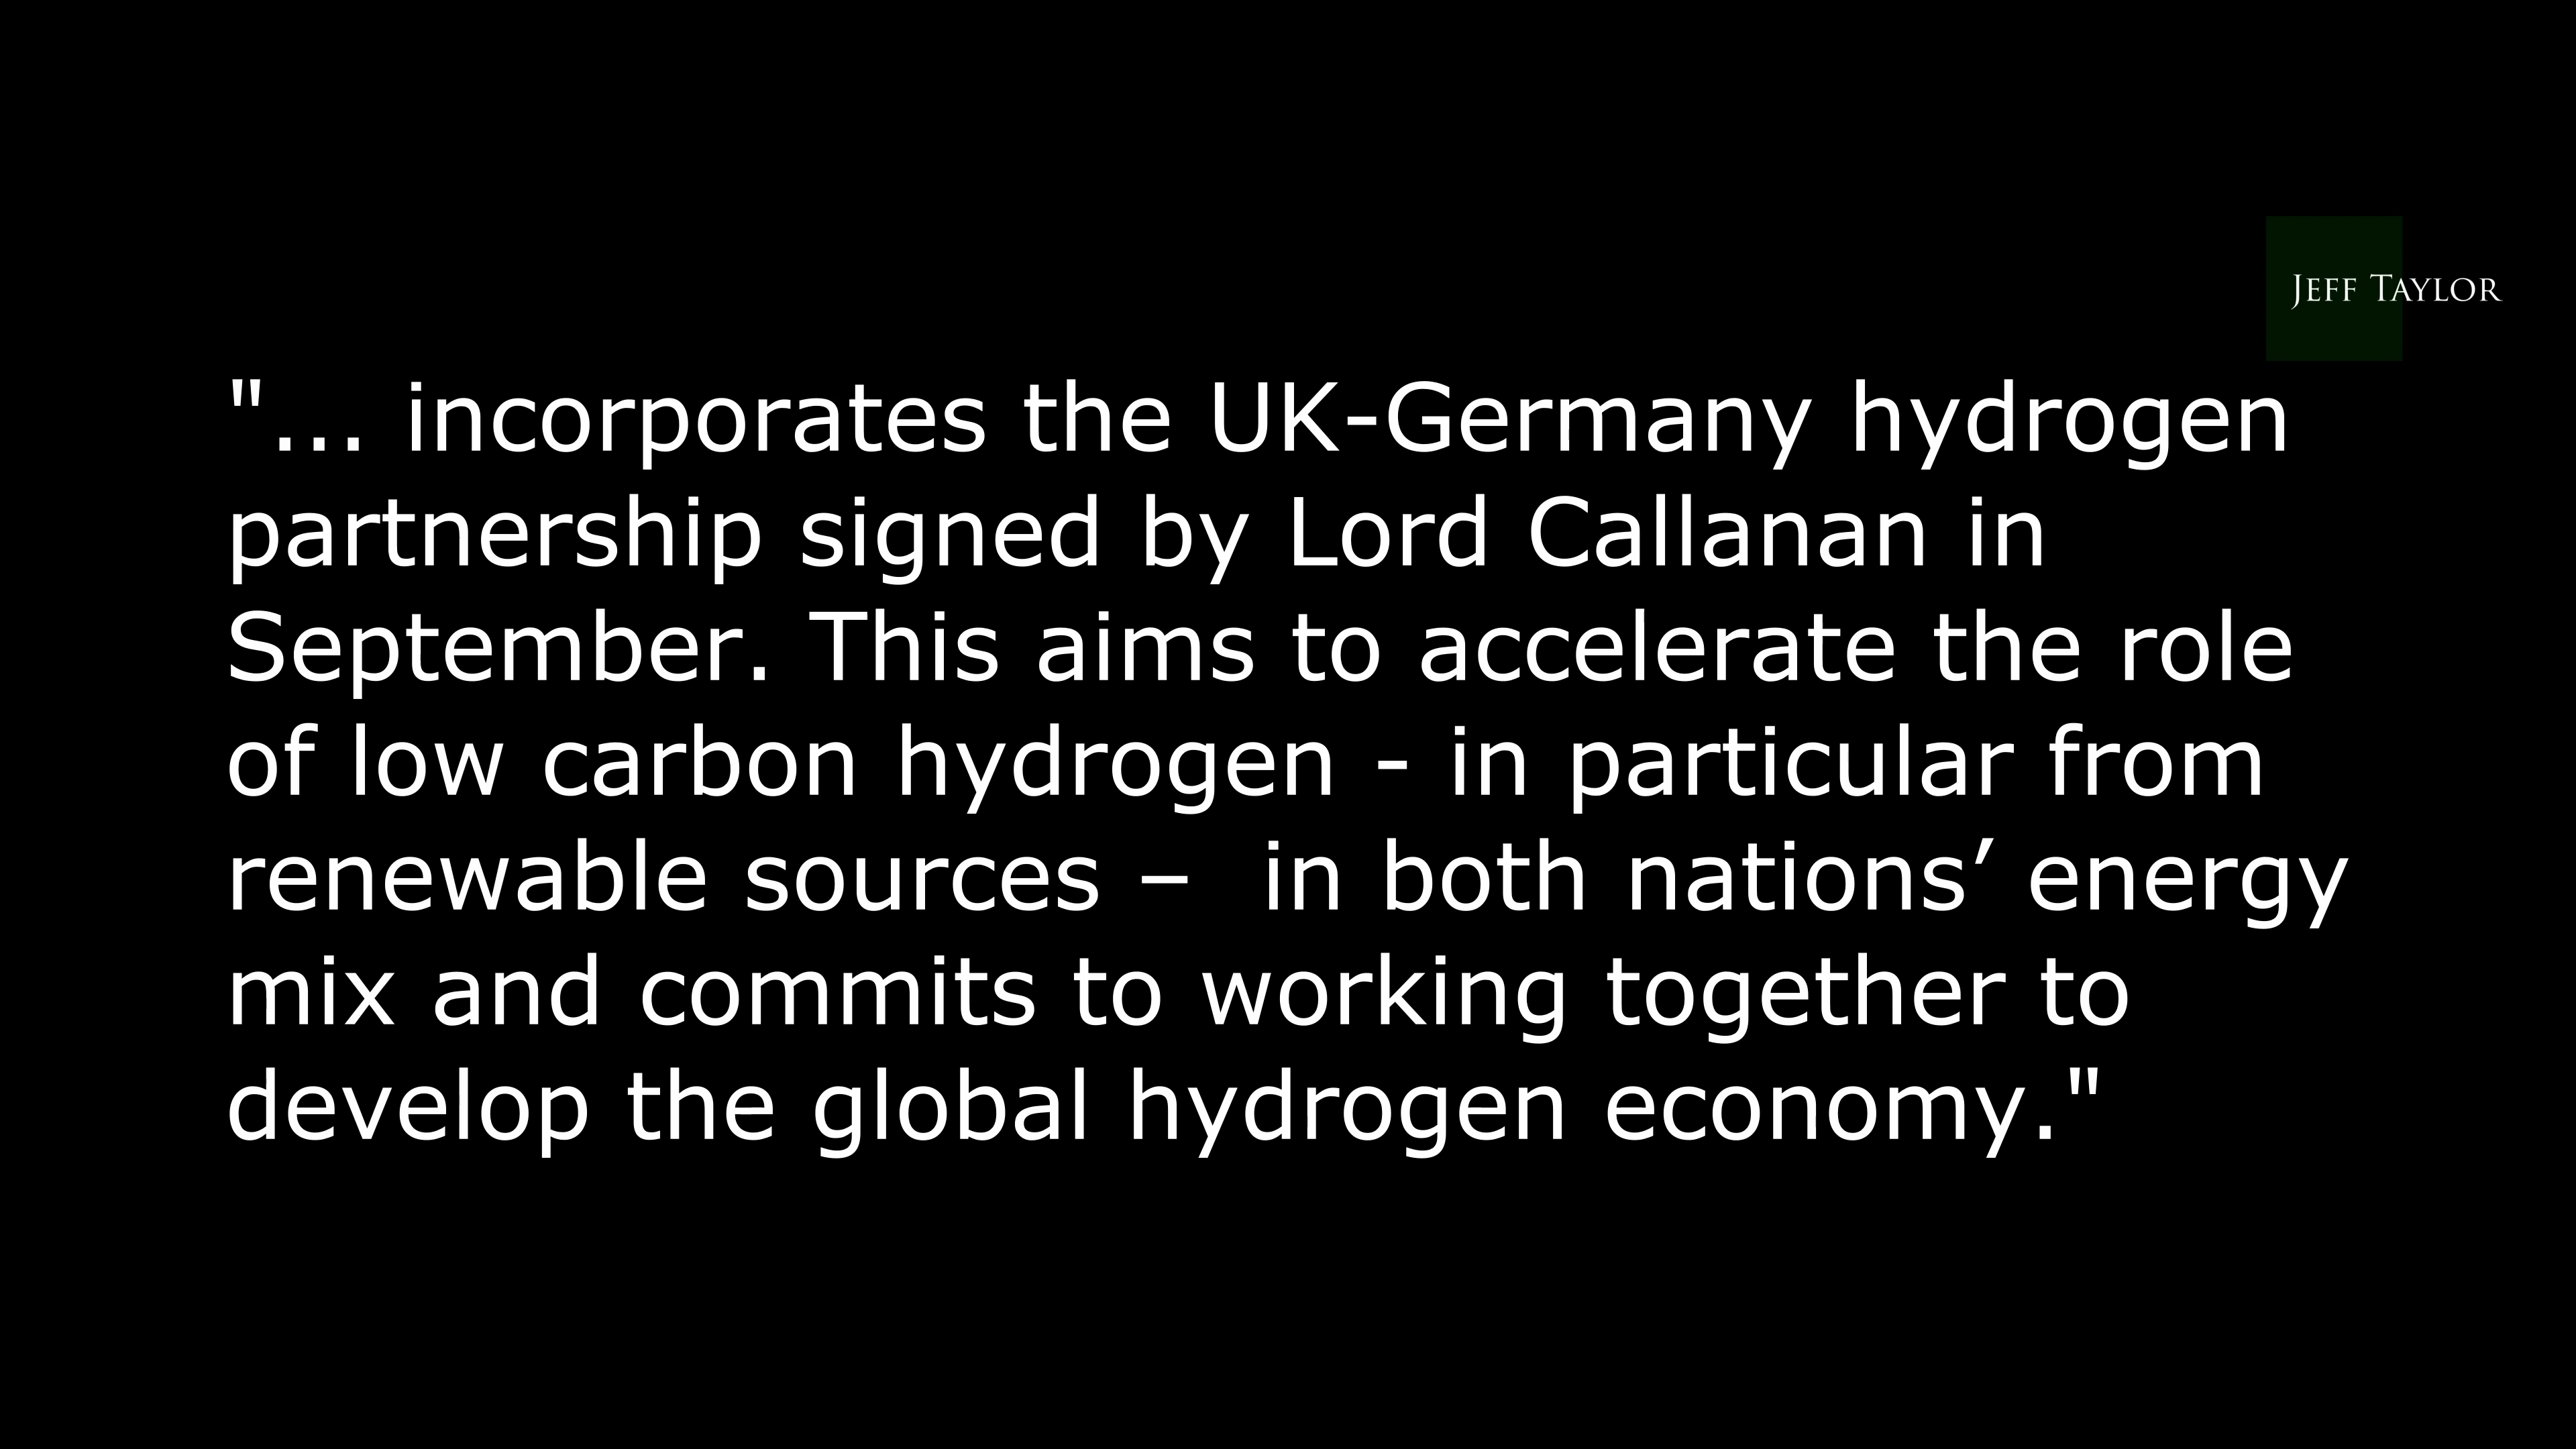 JEFF TAYLOR
"... incorporates the UK-Germany hydrogen
partnership signed by Lord Callanan in
September. This aims to accelerate the role
of low carbon hydrogen - in particular from
renewable sources –  in both nations’ energy
mix and commits to working together to
develop the global hydrogen economy."